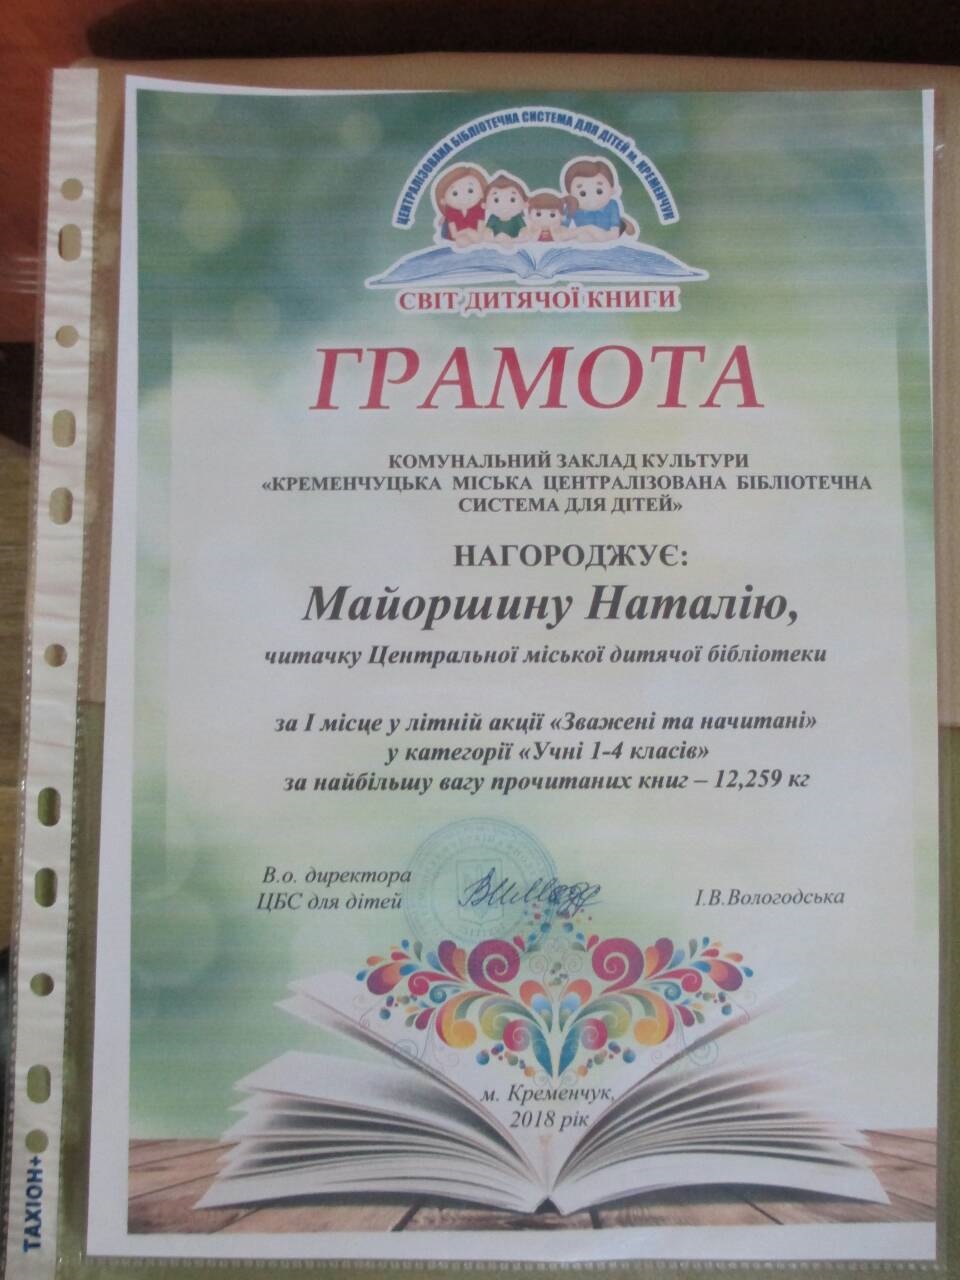 ЦЕНТРАЛІЗОВАНА БІБЛІОТЕЧНА СИСТЕМА ДЛЯ ДІТЕЙ М. КРЕМЕНЧУК
СВІТ ДИТЯЧОЇ КНИГИ
ГРАМОТА
КОМУНАЛЬНИЙ ЗАКЛАД КУЛЬТУРИ
«КРЕМЕНЧУЦЬКА МІСЬКА ЦЕНТРАЛІЗОВАНА БІБЛІОТЕЧНА
СИСТЕМА ДЛЯ ДІТЕЙ»
НАГОРОДЖУЄ:
Майоршину Наталію,
читачку Центральної міської дитячої бібліотеки
за І місце у літній акції «Зважені та начитані»
у категорії «Учні 1-4 класів»
за найбільшу вагу прочитаних книг – 12,259 кг
В.о. директора
ЦБС для дітей
І.В.Вологодська
м. Кременчук,
2018 рік
ТАХІОН+